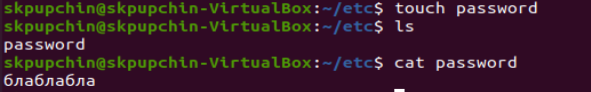 skpupchin@skpupchin-VirtualBox:~/etc$ touch password
skpupchin@skpupchin-VirtualBox:~/etc$ ls
password
skpupchin@skpupchin-VirtualBox:~/etc$ cat password
блаблабла